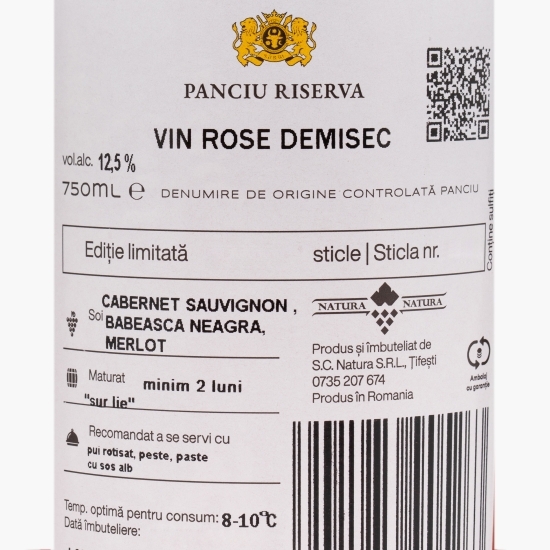 PANCIU RISERVA
VIN ROSE DEMISEC
vol.alc. 12,5 %
750ML e DENUMIRE DE ORIGINE CONTROLATĂ PANCIU
Conține sulfiți
Ediție limitată sticle | Sticla nr.
Soi CABERNET SAUVIGNON ,
BABEASCA NEAGRA,
MERLOT
Maturat minim 2 luni
"sur lie"
Recomandat a se servi cu
pui rotisat, peste, paste
cu sos alb
Temp. optimă pentru consum: 8-10°C
Dată îmbuteliere:
NATURA NATURA
Produs și îmbuteliat de
S.C. Natura S.R.L., Țifești
0735 207 674
Produs în Romania
Ambalaj
cu garanție